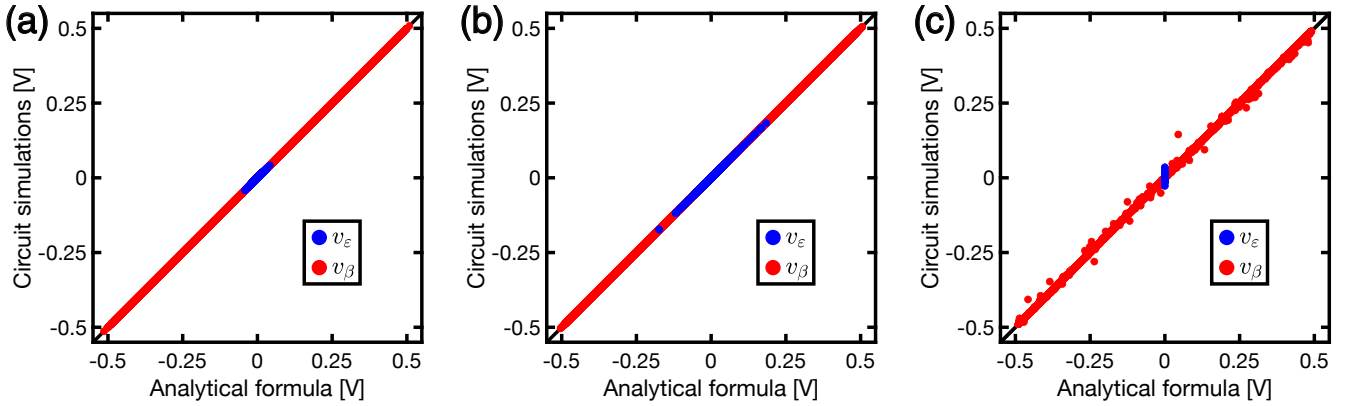 (a)
Circuit simulations [V]
0.5
0.25
0
-0.25
-0.5
-0.5 -0.25 0 0.25 0.5
Analytical formula [V]
v_ε
v_β
(b)
Circuit simulations [V]
0.5
0.25
0
-0.25
-0.5
-0.5 -0.25 0 0.25 0.5
Analytical formula [V]
v_ε
v_β
(c)
Circuit simulations [V]
0.5
0.25
0
-0.25
-0.5
-0.5 -0.25 0 0.25 0.5
Analytical formula [V]
v_ε
v_β